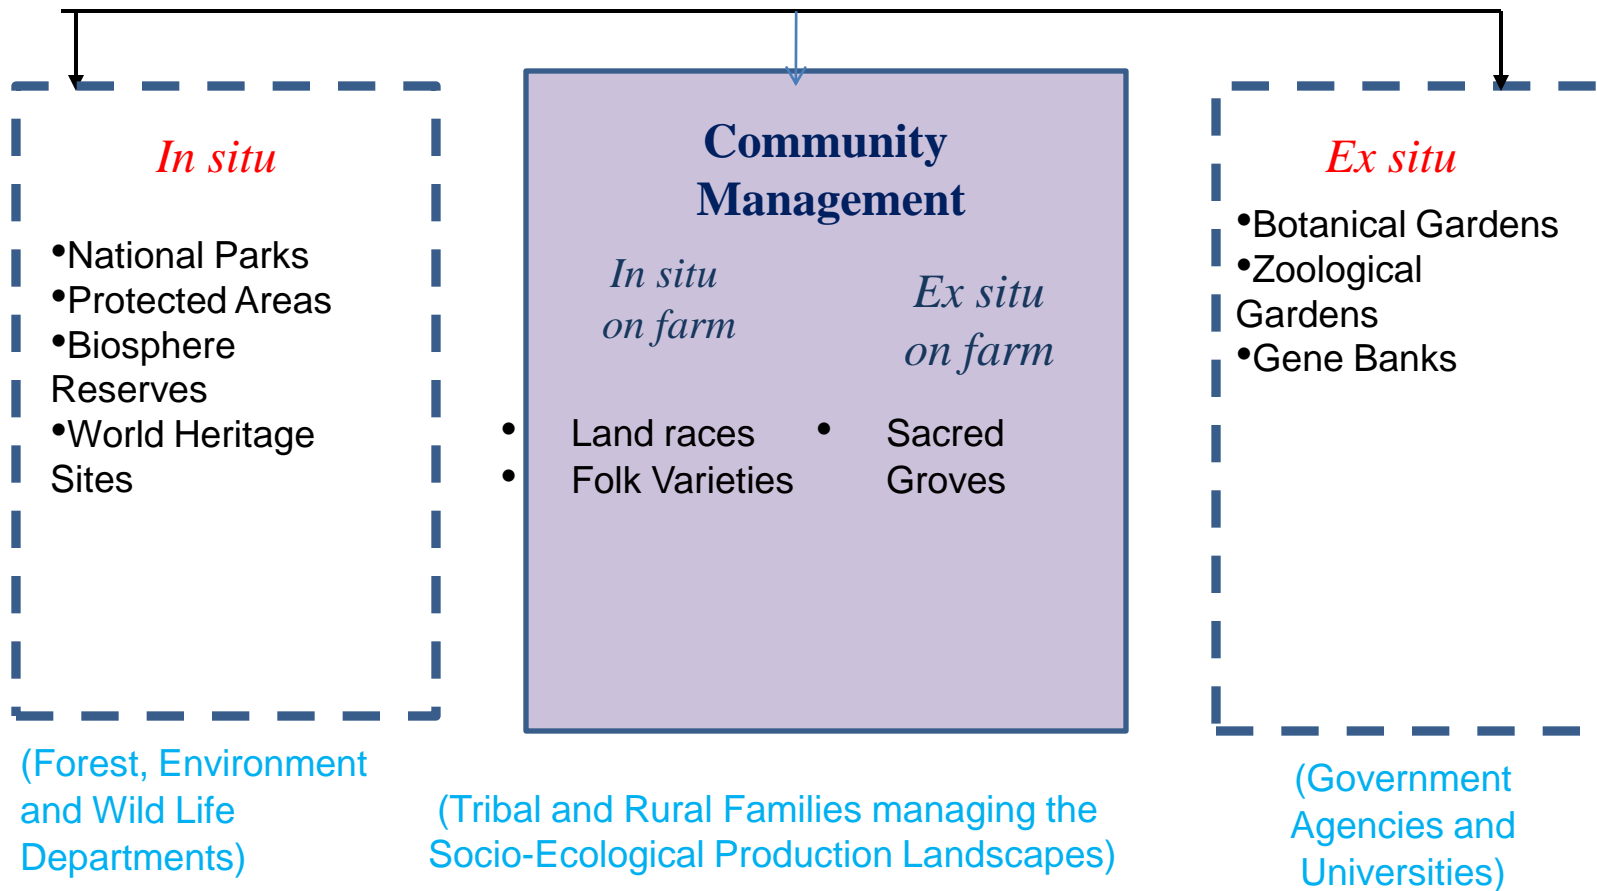 In situ
•National Parks
•Protected Areas
•Biosphere
Reserves
•World Heritage
Sites
(Forest, Environment
and Wild Life
Departments)
Community
Management
In situ
on farm
• Land races
• Folk Varieties
Ex situ
on farm
• Sacred
Groves
(Tribal and Rural Families managing the
Socio-Ecological Production Landscapes)
Ex situ
•Botanical Gardens
•Zoological
Gardens
•Gene Banks
(Government
Agencies and
Universities)